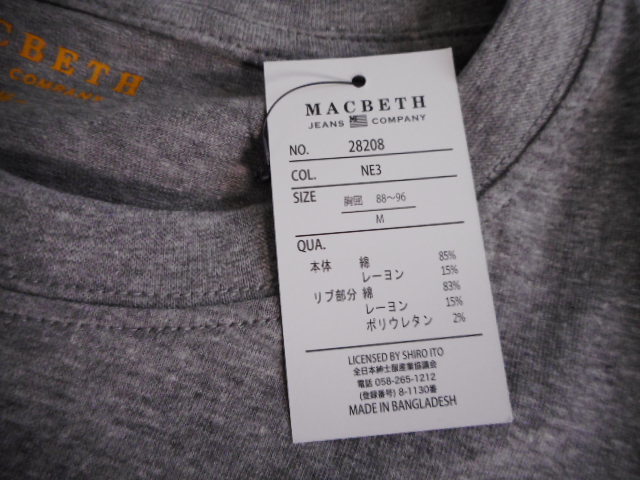 ACBETH
COMPANY
MACBETH
JEANS COMPANY
NO. 28208
COL. NE3
SIZE 胸囲 88〜96
M
QUA.
本体 綿 85%
レーヨン 15%
リブ部分 綿 83%
レーヨン 15%
ポリウレタン 2%
LICENSED BY SHIRO ITO
全日本紳士服産業協議会
電話 058-265-1212
(登録番号) 8-1130番
MADE IN BANGLADESH